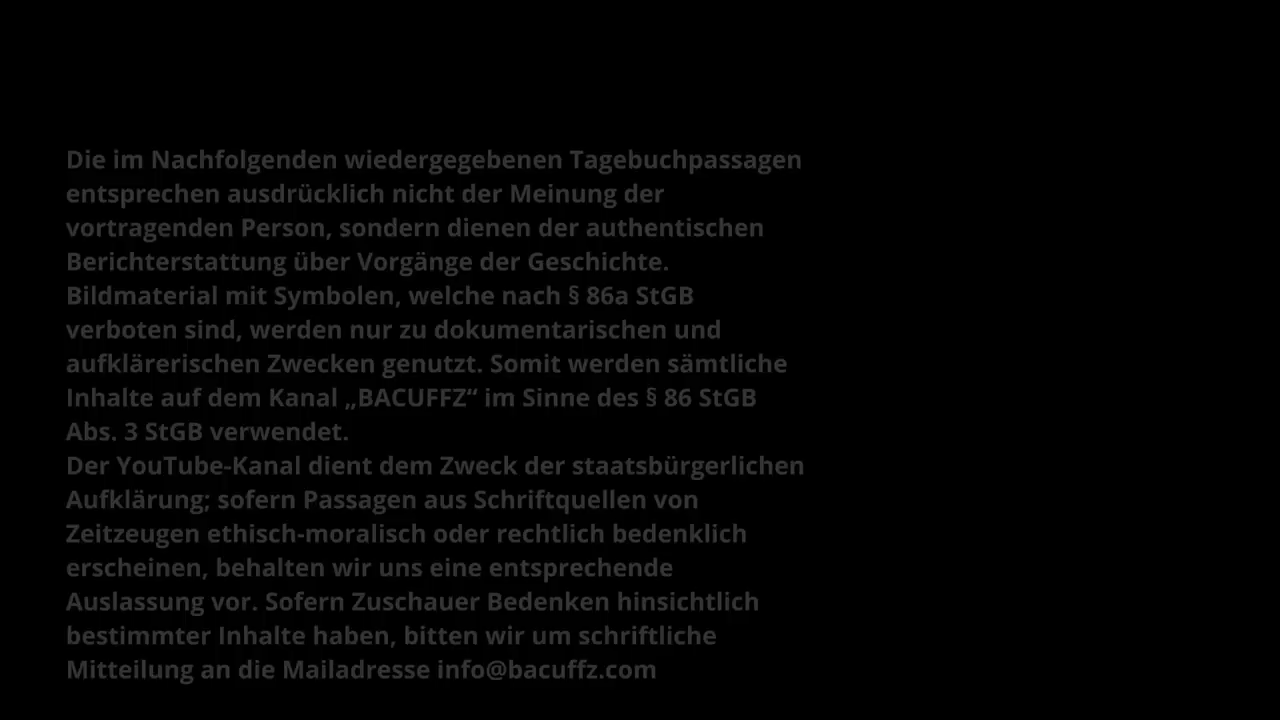 Die im Nachfolgenden wiedergegebenen Tagebuchpassagen
entsprechen ausdrücklich nicht der Meinung der
vortragenden Person, sondern dienen der authentischen
Berichterstattung über Vorgänge der Geschichte.
Bildmaterial mit Symbolen, welche nach § 86a StGB
verboten sind, werden nur zu dokumentarischen und
aufklärerischen Zwecken genutzt. Somit werden sämtliche
Inhalte auf dem Kanal „BACUFFZ“ im Sinne des § 86 StGB
Abs. 3 StGB verwendet.
Der YouTube-Kanal dient dem Zweck der staatsbürgerlichen
Aufklärung; sofern Passagen aus Schriftquellen von
Zeitzeugen ethisch-moralisch oder rechtlich bedenklich
erscheinen, behalten wir uns eine entsprechende
Auslassung vor. Sofern Zuschauer Bedenken hinsichtlich
bestimmter Inhalte haben, bitten wir um schriftliche
Mitteilung an die Mailadresse info@bacuffz.com